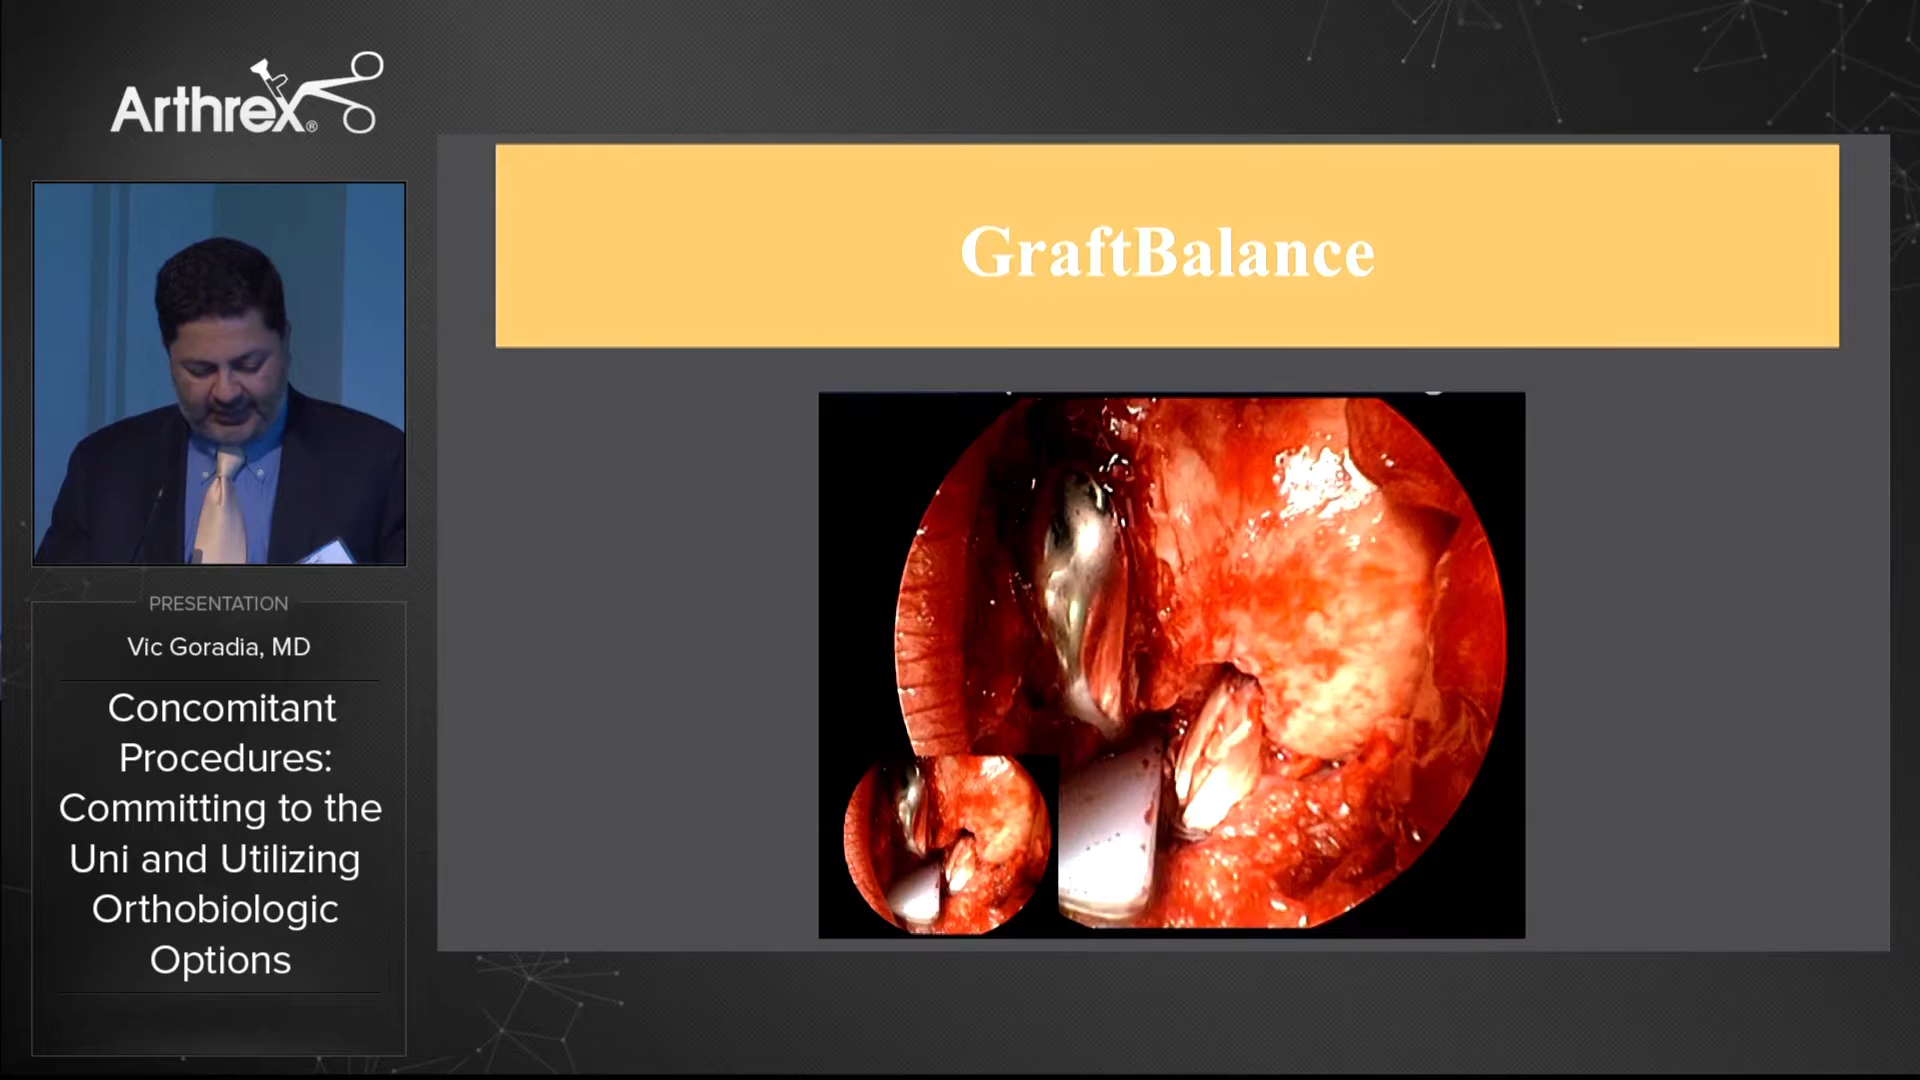 Arthrex®
GraftBalance
PRESENTATION
Vic Goradia, MD
Concomitant
Procedures:
Committing to the
Uni and Utilizing
Orthobiologic
Options